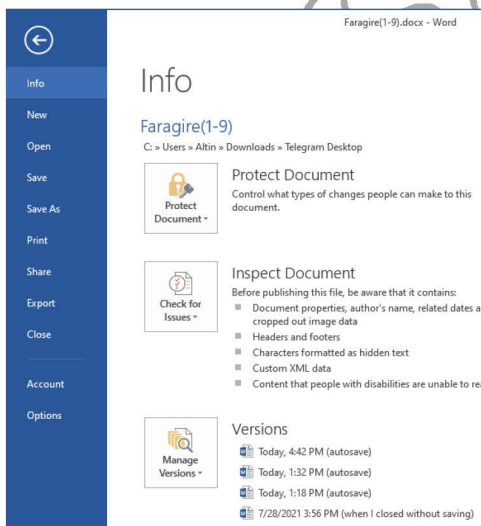 Faragire(1-9).docx - Word
Info
New
Open
Save
Save As
Print
Share
Export
Close
Account
Options
Info
Faragire(1-9)
C: » Users » Altin » Downloads » Telegram Desktop
Protect Document
Protect Document
Control what types of changes people can make to this
document.
Check for Issues
Inspect Document
Before publishing this file, be aware that it contains:
Document properties, author's name, related dates a
cropped out image data
Headers and footers
Characters formatted as hidden text
Custom XML data
Content that people with disabilities are unable to rea
Manage Versions
Versions
Today, 4:42 PM (autosave)
Today, 1:32 PM (autosave)
Today, 1:18 PM (autosave)
7/28/2021 3:56 PM (when I closed without saving)